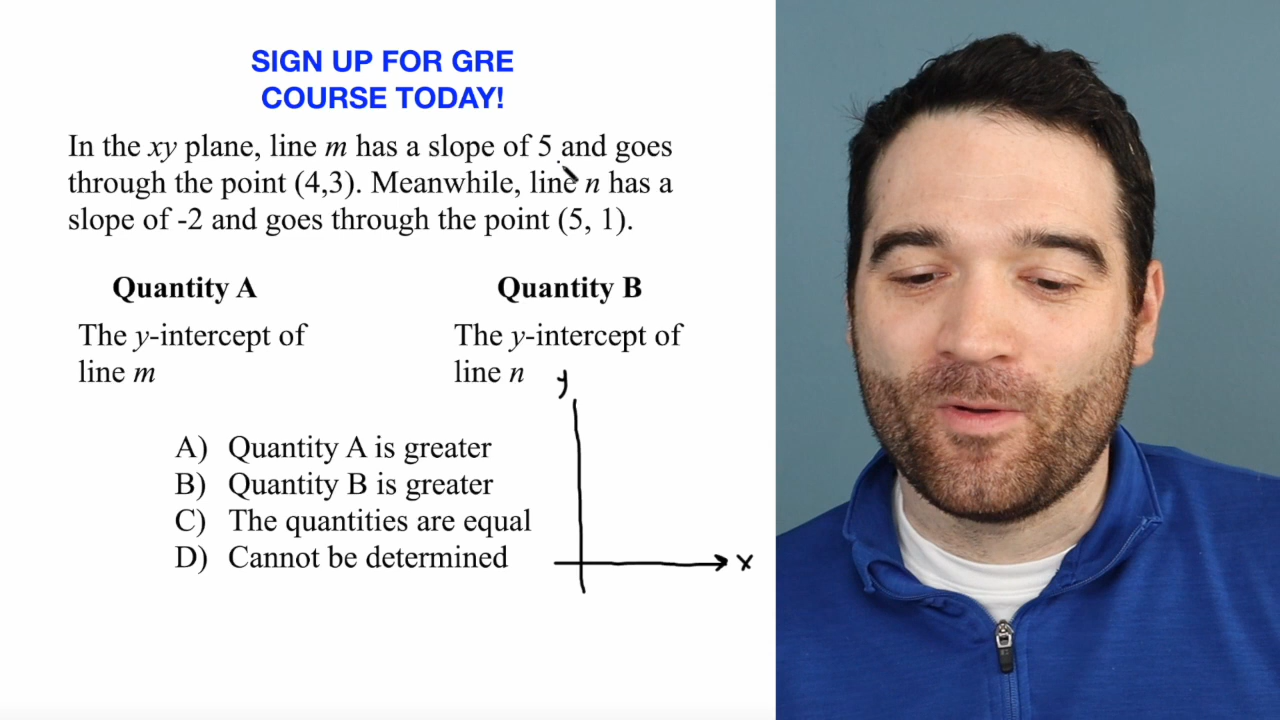 SIGN UP FOR GRE
COURSE TODAY!
In the xy plane, line m has a slope of 5 and goes
through the point (4,3). Meanwhile, line n has a
slope of -2 and goes through the point (5, 1).
Quantity A
Quantity B
The y-intercept of
line m
The y-intercept of
line n
y
A) Quantity A is greater
B) Quantity B is greater
C) The quantities are equal
D) Cannot be determined
x